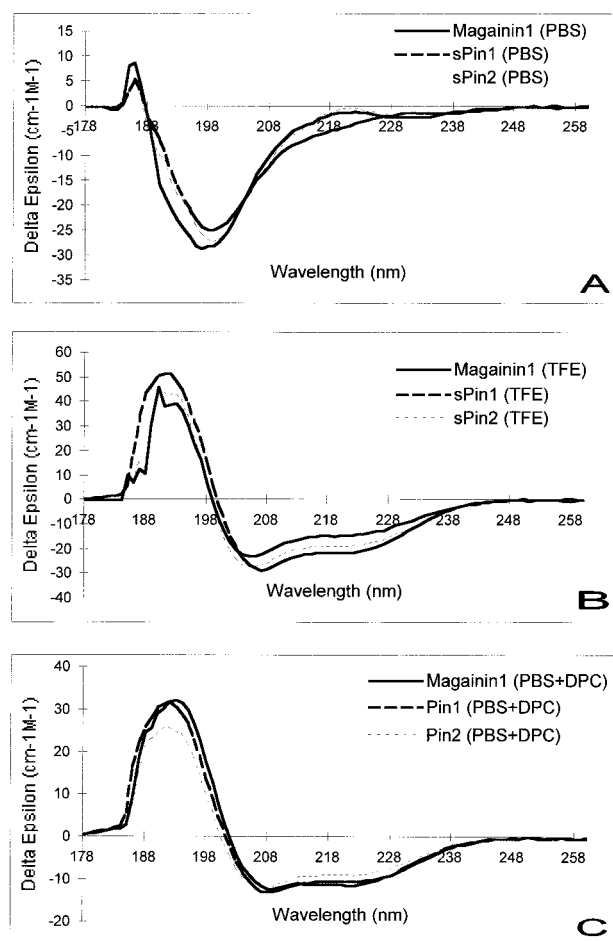 Magainin1 (PBS)
sPin1 (PBS)
sPin2 (PBS)
15
10
5
0
-5
-10
-15
-20
-25
-30
-35
178 188 198 208 218 228 238 248 258
Delta Epsilon (cm-1M-1)
Wavelength (nm)
A
Magainin1 (TFE)
sPin1 (TFE)
sPin2 (TFE)
60
50
40
30
20
10
0
-10
-20
-30
-40
178 188 198 208 218 228 238 248 258
Delta Epsilon (cm-1M-1)
Wavelength (nm)
B
Magainin1 (PBS+DPC)
Pin1 (PBS+DPC)
Pin2 (PBS+DPC)
40
30
20
10
0
-10
-20
178 188 198 208 218 228 238 248 258
Delta Epsilon (cm-1M-1)
Wavelength (nm)
C